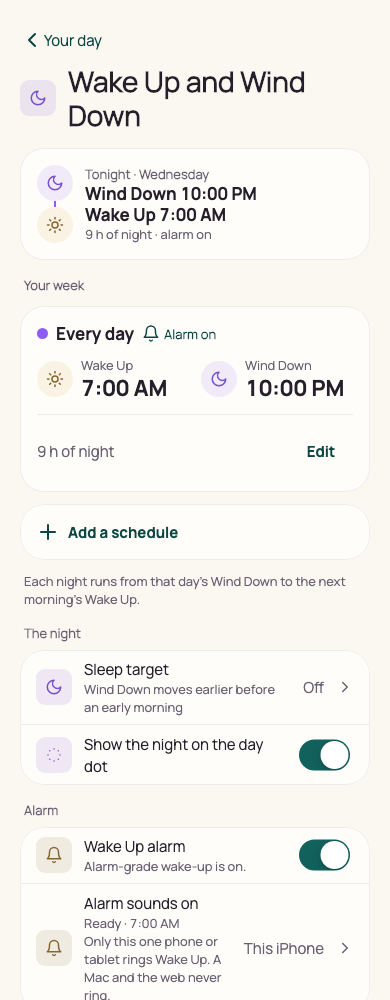 Your day
Wake Up and Wind
Down
Tonight · Wednesday
Wind Down 10:00 PM
Wake Up 7:00 AM
9 h of night · alarm on
Your week
Every day
Alarm on
Wake Up
7:00 AM
Wind Down
10:00 PM
9 h of night
Edit
Add a schedule
Each night runs from that day's Wind Down to the next
morning's Wake Up.
The night
Sleep target
Wind Down moves earlier before
an early morning
Off
Show the night on the day
dot
Alarm
Wake Up alarm
Alarm-grade wake-up is on.
Alarm sounds on
Ready · 7:00 AM
Only this one phone or
tablet rings Wake Up. A
Mac and the web never
ring.
This iPhone